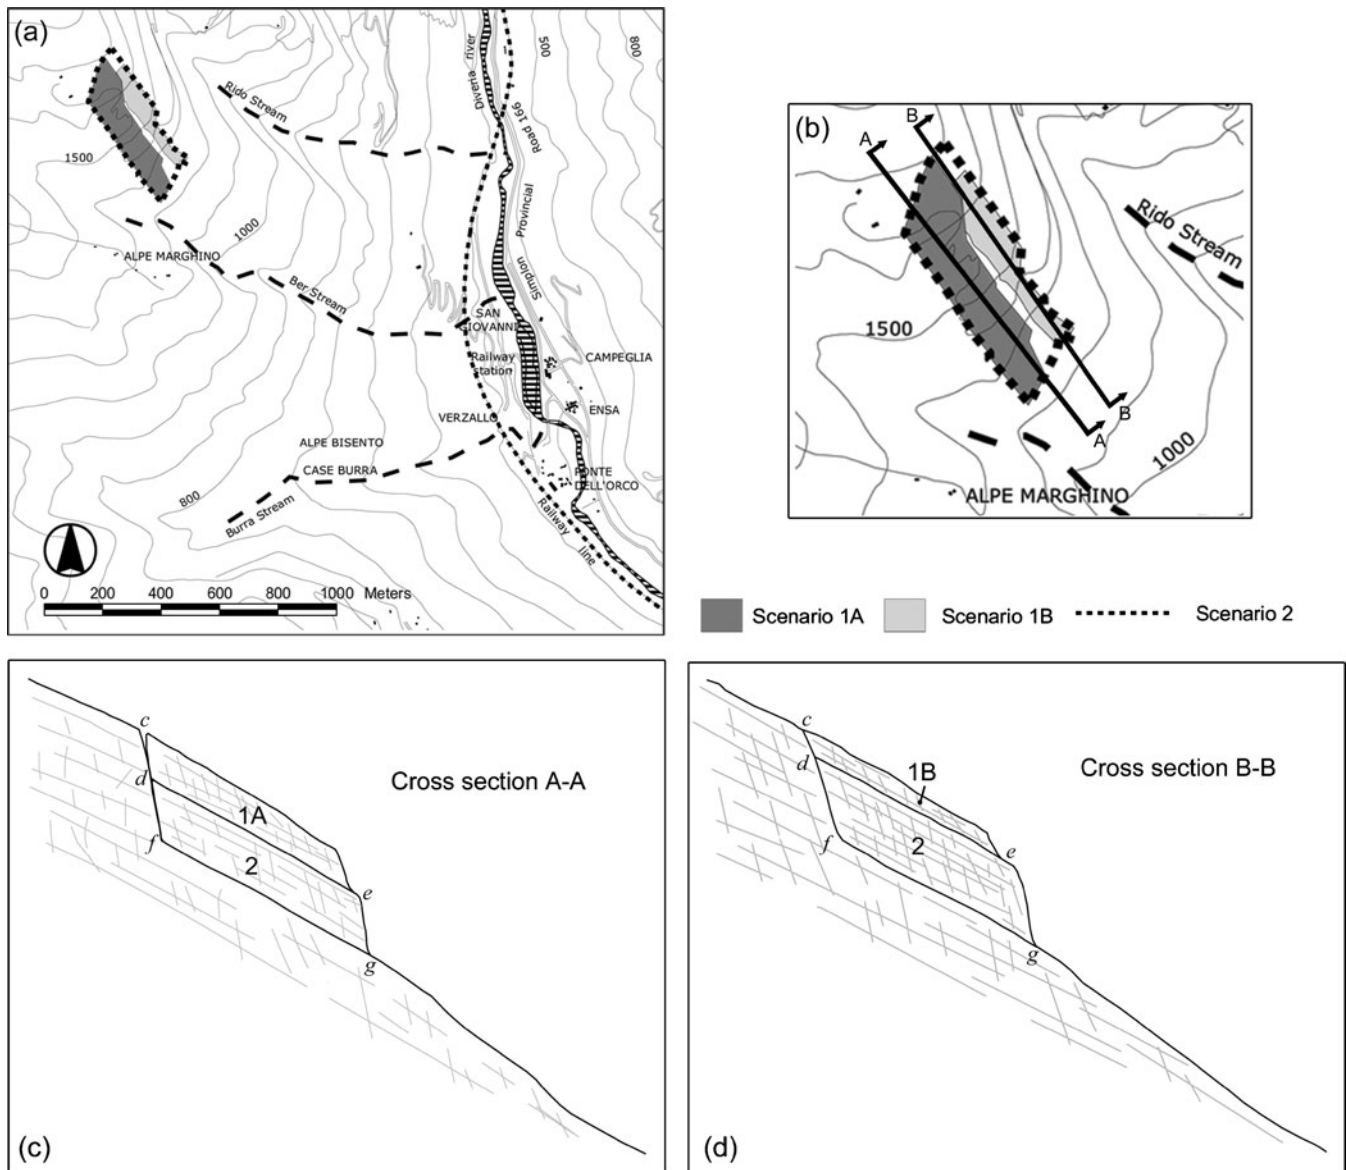 (a)
Diveria river
500
800
Rido Stream
Road 166
1500
Provincial
1000
ALPE MARGHINO
Simplon
Ber Stream
SAN
GIOVANNI
Railway
station
CAMPEGLIA
VERZALLO
ENSA
ALPE BISENTO
CASE BURRA
PONTE
DELL'ORCO
800
Burra Stream
Railway line
0 200 400 600 800 1000 Meters
(b)
B
A
Rido Stream
1500
B
A
1000
ALPE MARGHINO
Scenario 1A
Scenario 1B
Scenario 2
c
d
1A
Cross section A-A
f
2
e
g
(c)
c
d
1B
Cross section B-B
f
2
e
g
(d)